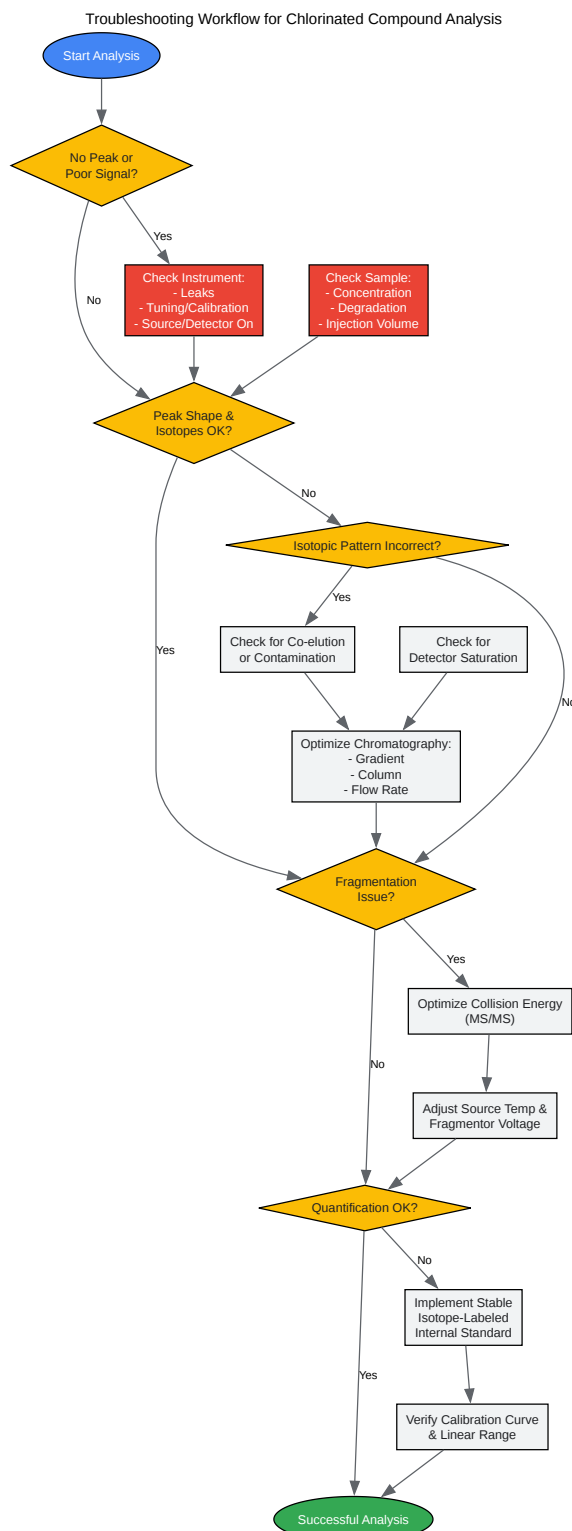 Troubleshooting Workflow for Chlorinated Compound Analysis
Start Analysis
No Peak or
Poor Signal?
Yes
No
Check Instrument:
- Leaks
- Tuning/Calibration
- Source/Detector On
Check Sample:
- Concentration
- Degradation
- Injection Volume
Peak Shape &
Isotopes OK?
No
Yes
Isotopic Pattern Incorrect?
Yes
No
Check for Co-elution
or Contamination
Check for
Detector Saturation
Optimize Chromatography:
- Gradient
- Column
- Flow Rate
Fragmentation
Issue?
Yes
No
Optimize Collision Energy
(MS/MS)
Adjust Source Temp &
Fragmentor Voltage
Quantification OK?
No
Yes
Implement Stable
Isotope-Labeled
Internal Standard
Verify Calibration Curve
& Linear Range
Successful Analysis